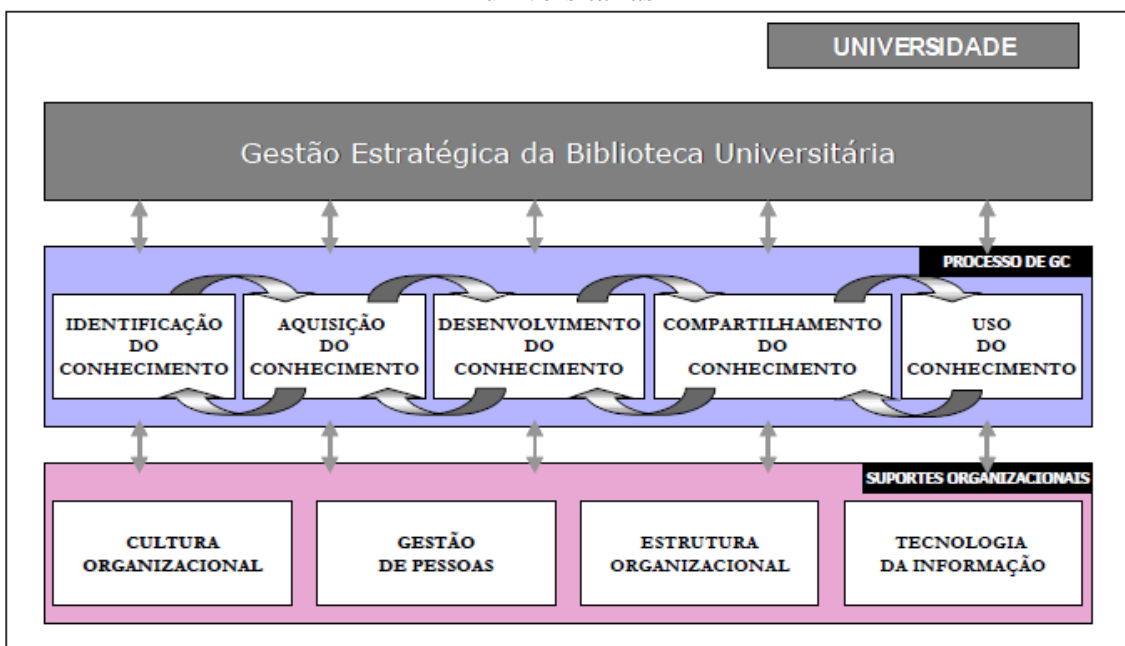 UNIVERSIDADE
Gestão Estratégica da Biblioteca Universitária
PROCESSO DE GC
IDENTIFICAÇÃO
DO
CONHECIMENTO
AQUISIÇÃO
DO
CONHECIMENTO
DESENVOLVIMENTO
DO
CONHECIMENTO
COMPARTILHAMENTO
DO
CONHECIMENTO
USO
DO
CONHECIMENTO
SUPORTES ORGANIZACIONAIS
CULTURA
ORGANIZACIONAL
GESTÃO
DE PESSOAS
ESTRUTURA
ORGANIZACIONAL
TECNOLOGIA
DA INFORMAÇÃO